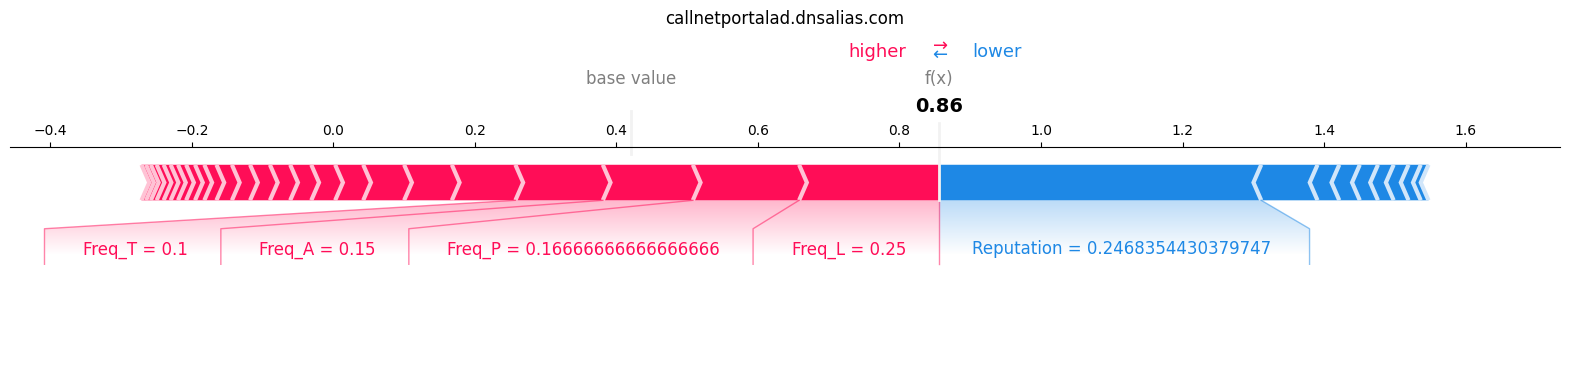 callnetportalad.dnsalias.com
higher ⇄ lower
base value f(x)
0.86
−0.4 −0.2 0.0 0.2 0.4 0.6 0.8 1.0 1.2 1.4 1.6
Freq_T = 0.1 Freq_A = 0.15 Freq_P = 0.16666666666666666 Freq_L = 0.25 Reputation = 0.2468354430379747